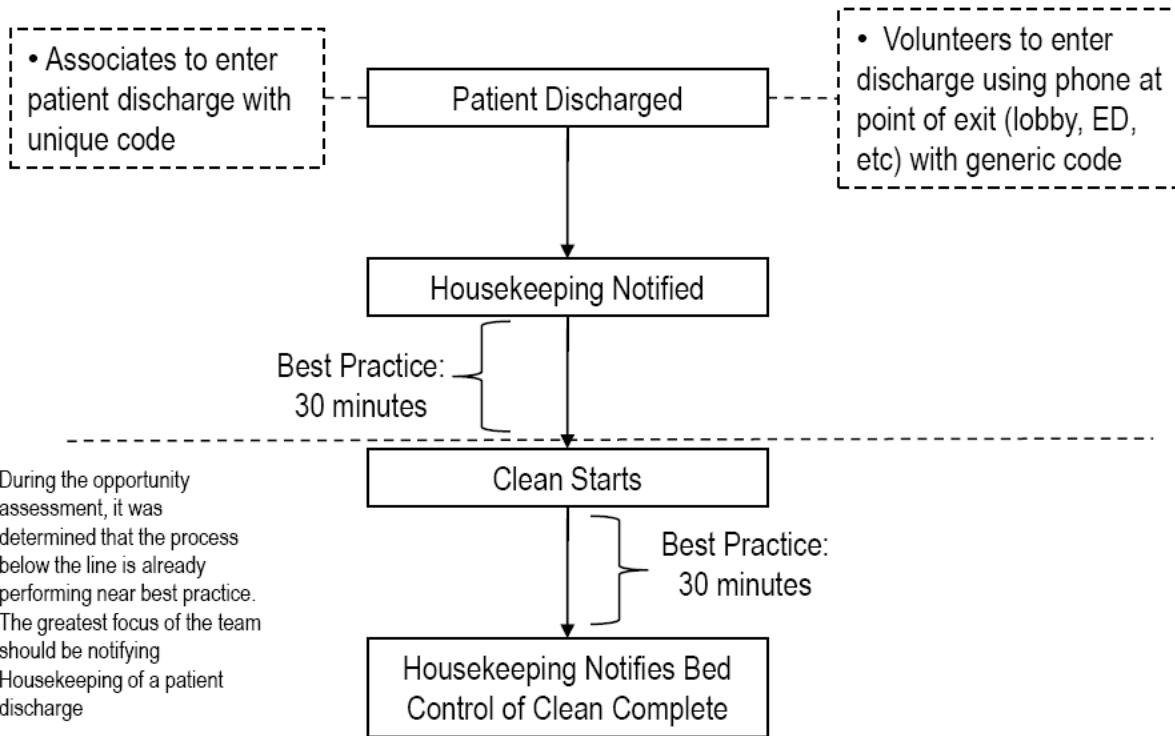 • Associates to enter
patient discharge with
unique code
Patient Discharged
• Volunteers to enter
discharge using phone at
point of exit (lobby, ED,
etc) with generic code
Housekeeping Notified
Best Practice:
30 minutes
Clean Starts
During the opportunity
assessment, it was
determined that the process
below the line is already
performing near best practice.
The greatest focus of the team
should be notifying
Housekeeping of a patient
discharge
Best Practice:
30 minutes
Housekeeping Notifies Bed
Control of Clean Complete